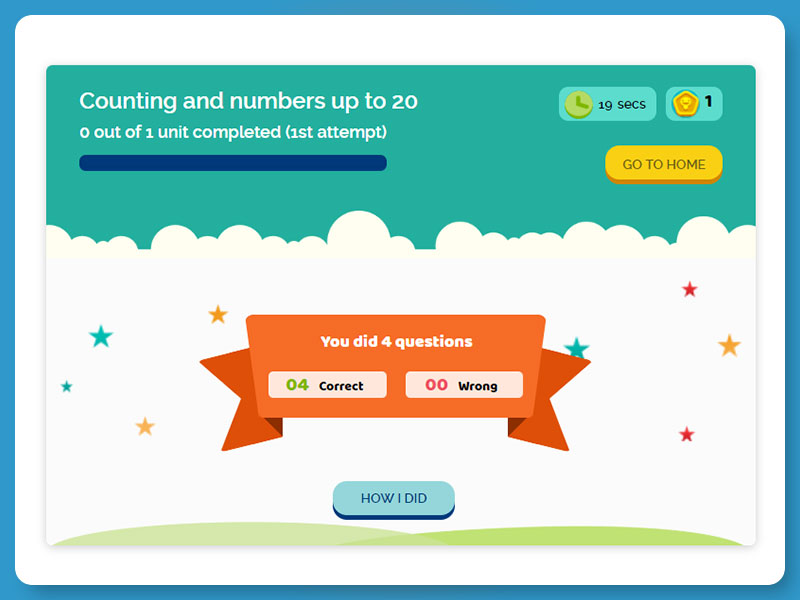 Counting and numbers up to 20
0 out of 1 unit completed (1st attempt)
19 secs
1
GO TO HOME
You did 4 questions
04 Correct
00 Wrong
HOW I DID